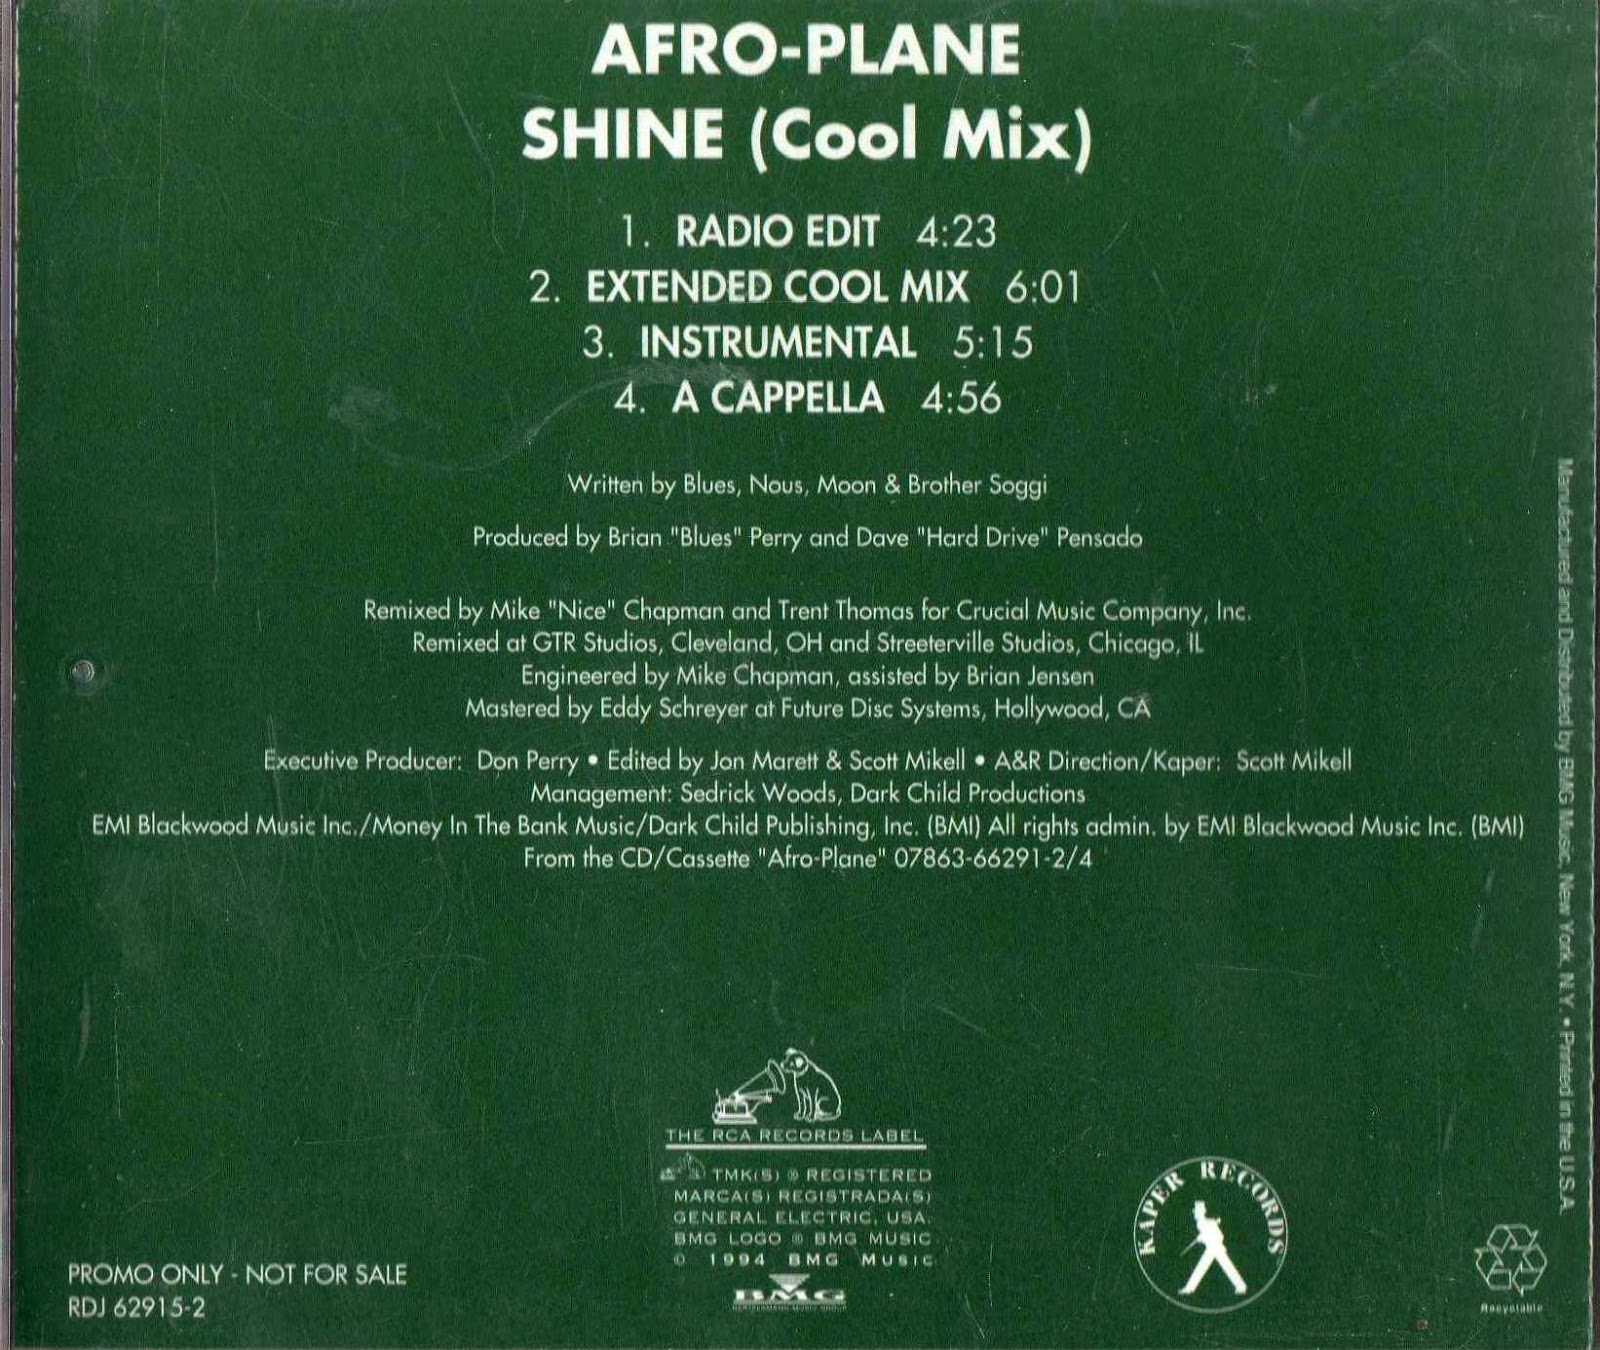 AFRO-PLANE
SHINE (Cool Mix)
1. RADIO EDIT 4:23
2. EXTENDED COOL MIX 6:01
3. INSTRUMENTAL 5:15
4. A CAPPELLA 4:56
Written by Blues, Nous, Moon & Brother Soggi
Produced by Brian "Blues" Perry and Dave "Hard Drive" Pensado
Remixed by Mike "Nice" Chapman and Trent Thomas for Crucial Music Company, Inc.
Remixed at GTR Studios, Cleveland, OH and Streeterville Studios, Chicago, IL
Engineered by Mike Chapman, assisted by Brian Jensen
Mastered by Eddy Schreyer at Future Disc Systems, Hollywood, CA
Executive Producer: Don Perry • Edited by Jon Marett & Scott Mikell • A&R Direction/Kaper: Scott Mikell
Management: Sedrick Woods, Dark Child Productions
EMI Blackwood Music Inc./Money In The Bank Music/Dark Child Publishing, Inc. (BMI) All rights admin. by EMI Blackwood Music Inc. (BMI)
From the CD/Cassette "Afro-Plane" 07863-66291-2/4
THE RCA RECORDS LABEL
TMK(S) ® REGISTERED
MARCA(S) REGISTRADA(S)
GENERAL ELECTRIC, USA.
BMG LOGO ® BMG MUSIC
© 1994 BMG Music
BMG
KAPER RECORDS
Recyclable
PROMO ONLY - NOT FOR SALE
RDJ 62915-2
Manufactured and Distributed by BMG Music, New York, N.Y. • Printed in the U.S.A.